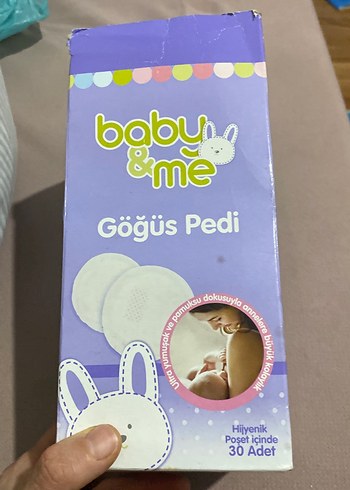 baby
&me
Göğüs Pedi
Ultra yumuşak ve pamuksu dokusuyla annelere büyük kolaylık
Hijyenik
Poşet içinde
30 Adet